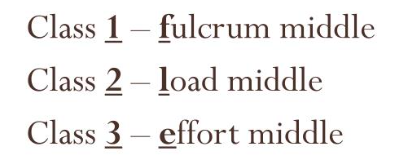 Class 1 – fulcrum middle
Class 2 – load middle
Class 3 – effort middle